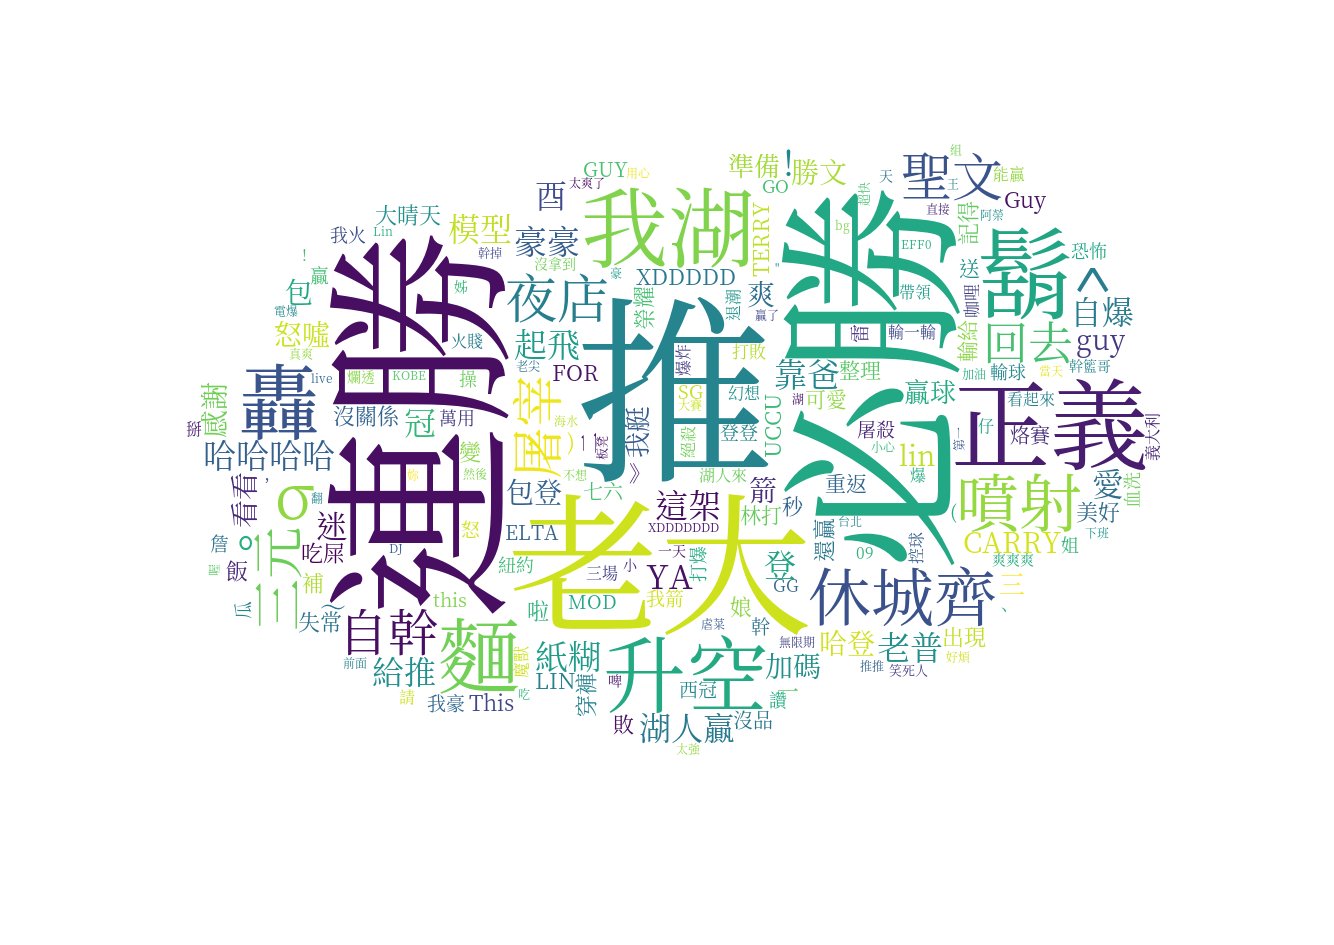 推
老大
連勝
必勝
我湖
正義
升空
鬍
噴射
麵
轟
夜店
聖文
休城齊
回去
自幹
三元
屠宰
豪豪
模型
起飛
怒噓
哈哈哈哈
看看
感謝
大晴天
Lin
我火
幹掉
包
贏
!
電爆
真爽
火賤
姊
live
爛透
KOBE
操
沒關係
冠
萬用
變
掰
σ
翻
迷
吃屎
詹
飯
補
瓜
~
失常
this
DJ
怒
妳
然後
ELTA
包登
紐約
給推
前面
請
我豪
This
魔獸
吃
LIN
紙糊
穿褲
啤
敗
湖人贏
沒品
太強
西冠
讚
一
加碼
哈登
老普
出現
好煩
推推
笑死人
無限期
幹
虐菜
娘
我箭
打爆
YA
MOD
啦
三場
小
一天
XDDDDDDD
這架
林打
箭
秒
登
GG
還贏
台北
09
控球
CARRY
姐
爽爽爽
三
、
美好
下班
血洗
愛
烙賽
義大利
第一
仔
小心
爆
lin
重返
(
屠殺
可愛
湖
UCCU
登登
絕殺
湖人來
七六
不想
海水
)
板凳
》
我艇
老尖
FOR
爆炸
SG
大賽
幻想
打敗
靠爸
整理
贏球
加油
輸球
當天
幹籃哥
看起來
guy
自爆
^
咖哩
輸給
輸一輸
雷
帶領
送
恐怖
記得
EFF0
bg
超快
天
直接
阿榮
王
組
能贏
Guy
勝文
準備
!
GO
TERRY
爽
贏了
"
退潮
榮耀
豪
XDDDDD
沒拿到
酉
太爽了
GUY
用心